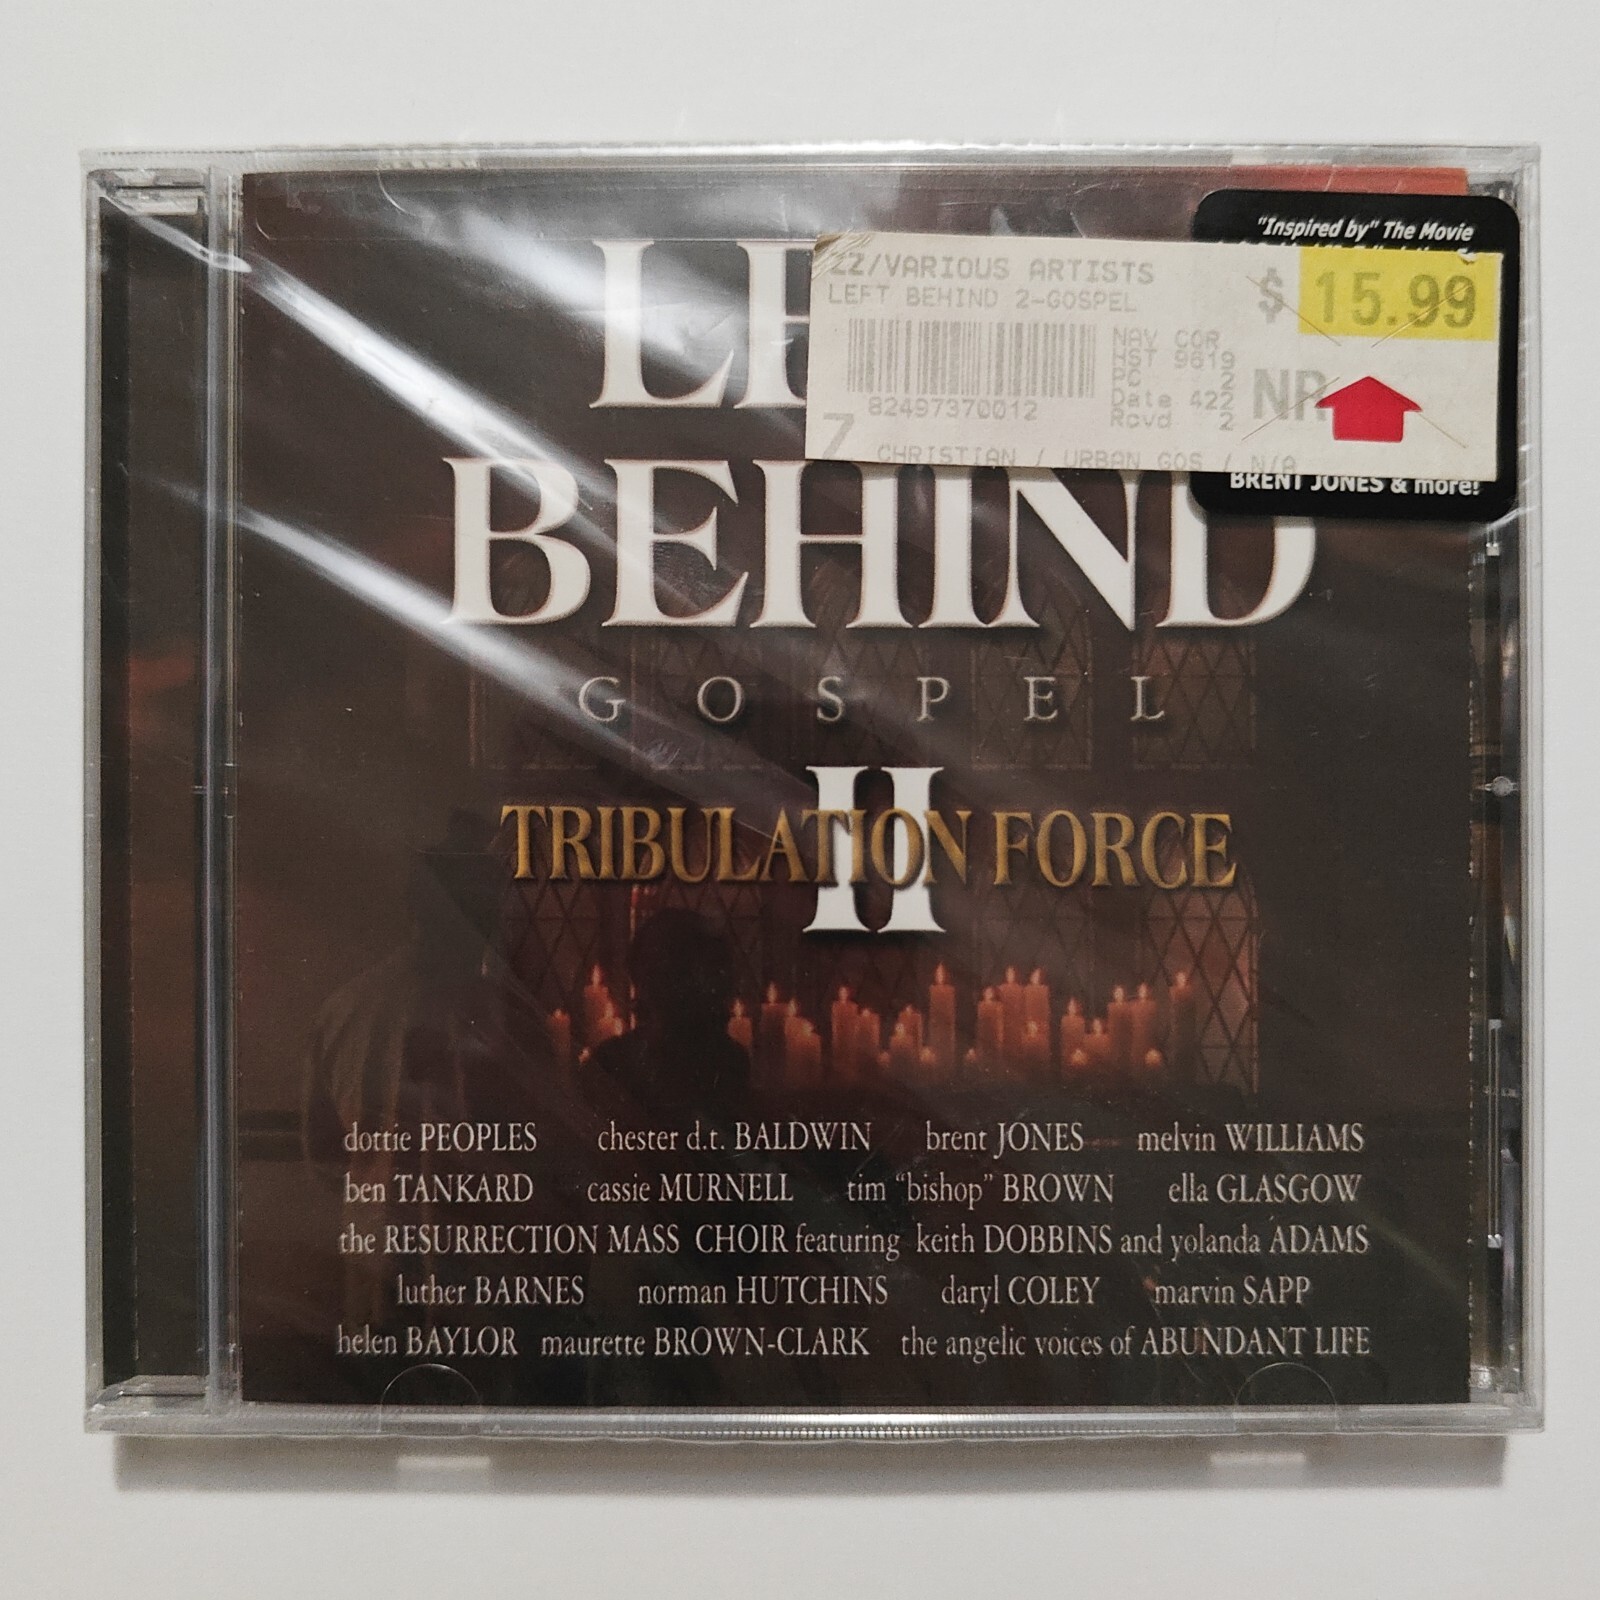 "Inspired by" The Movie
ZZ/VARIOUS ARTISTS
LEFT BEHIND 2-GOSPEL
$ 15.99
NAV COR
HST 9619
PC 2
Date 422
Rcvd 2
NR
82497370012
Z
CHRISTIAN / URBAN GOS / N/A
BRENT JONES & more!
BEHIND
GOSPEL
II
TRIBULATION FORCE
dottie PEOPLES chester d.t. BALDWIN brent JONES melvin WILLIAMS
ben TANKARD cassie MURNELL tim "bishop" BROWN ella GLASGOW
the RESURRECTION MASS CHOIR featuring keith DOBBINS and yolanda ADAMS
luther BARNES norman HUTCHINS daryl COLEY marvin SAPP
helen BAYLOR maurette BROWN-CLARK the angelic voices of ABUNDANT LIFE